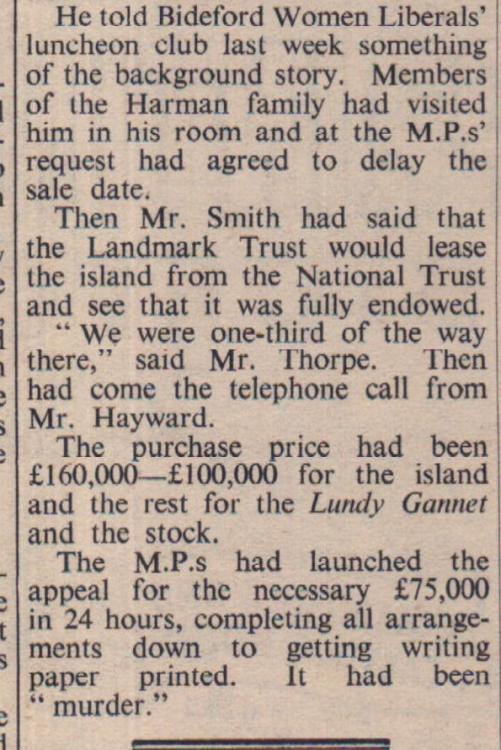 He told Bideford Women Liberals'
luncheon club last week something
of the background story. Members
of the Harman family had visited
him in his room and at the M.P.s'
request had agreed to delay the
sale date.
Then Mr. Smith had said that
the Landmark Trust would lease
the island from the National Trust
and see that it was fully endowed.
“ We were one-third of the way
there,” said Mr. Thorpe. Then
had come the telephone call from
Mr. Hayward.
The purchase price had been
£160,000—£100,000 for the island
and the rest for the Lundy Gannet
and the stock.
The M.P.s had launched the
appeal for the necessary £75,000
in 24 hours, completing all arrange-
ments down to getting writing
paper printed. It had been
“ murder.”